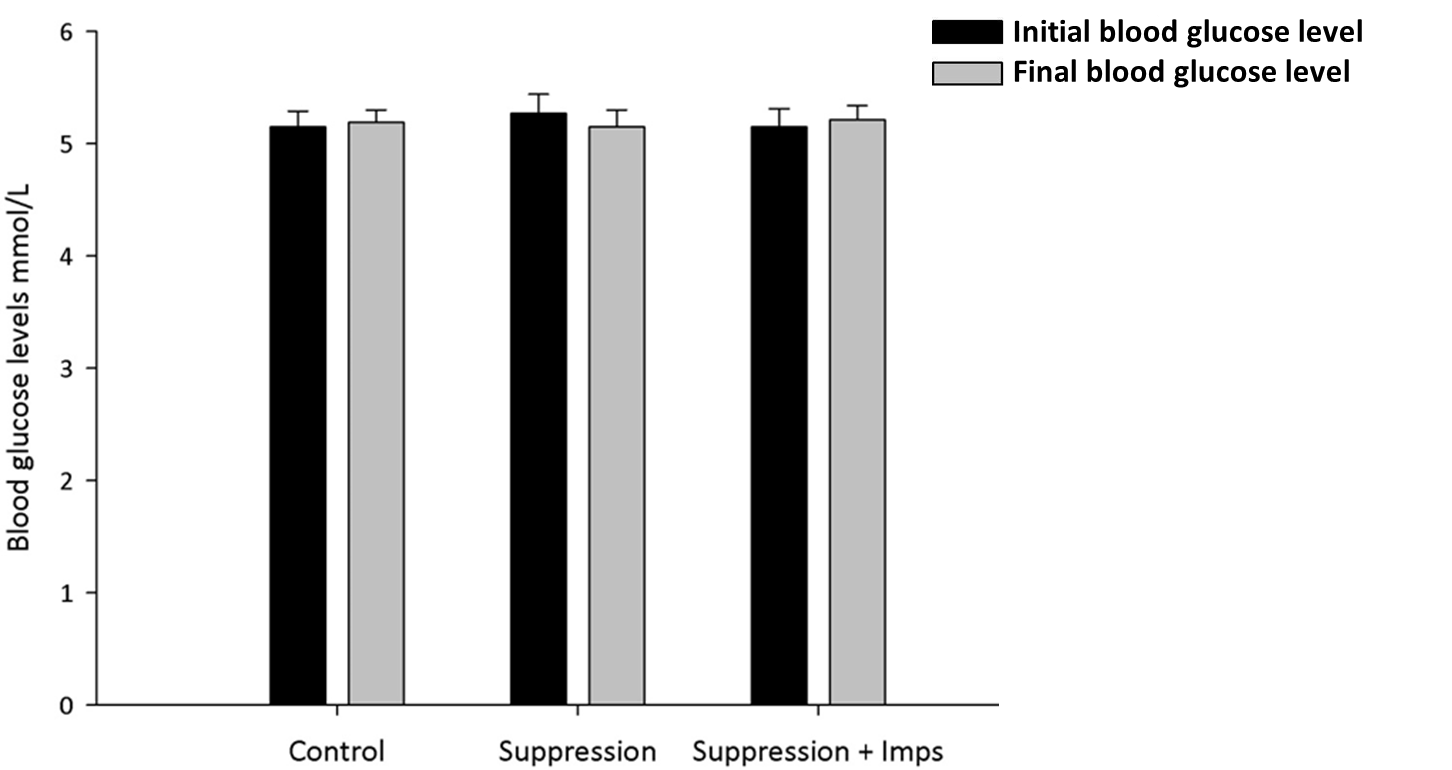 Initial blood glucose level
Final blood glucose level
Blood glucose levels mmol/L
6
5
4
3
2
1
0
Control
Suppression
Suppression + Imps